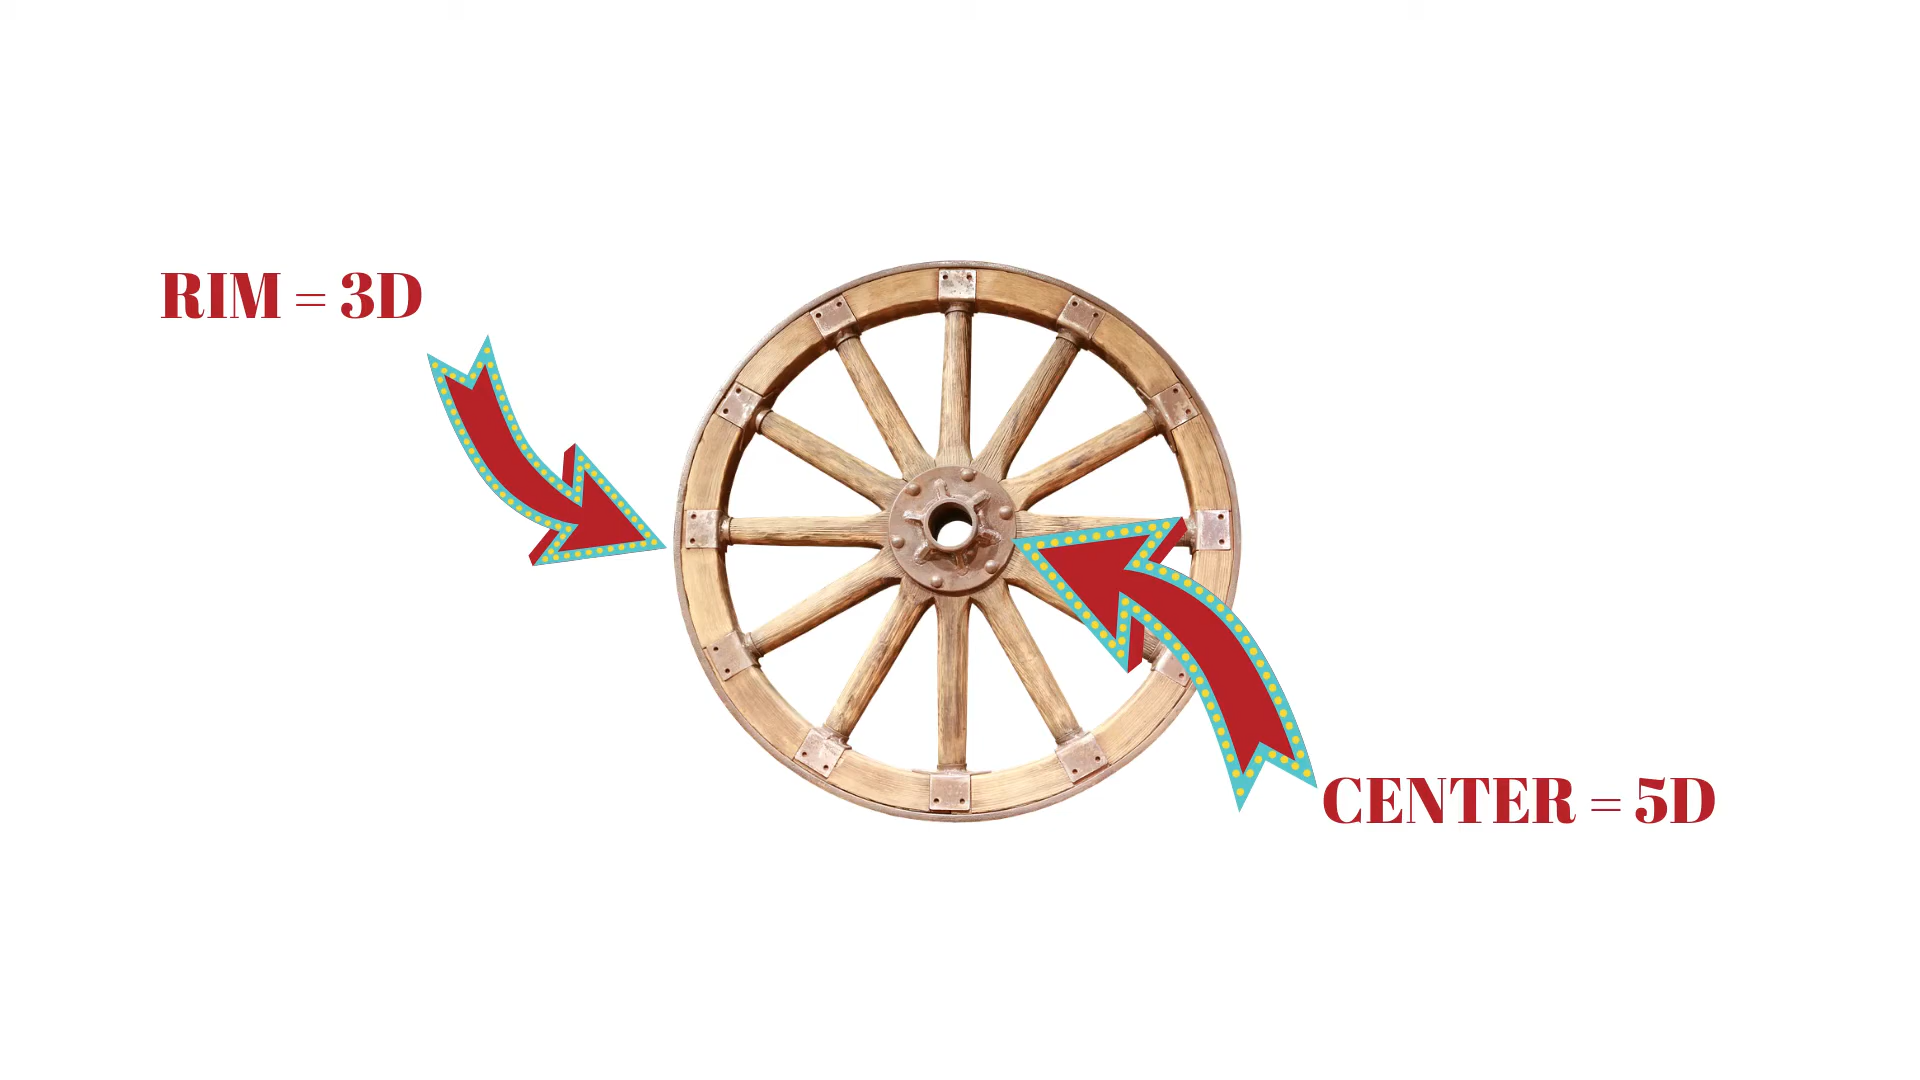 RIM = 3D
CENTER = 5D